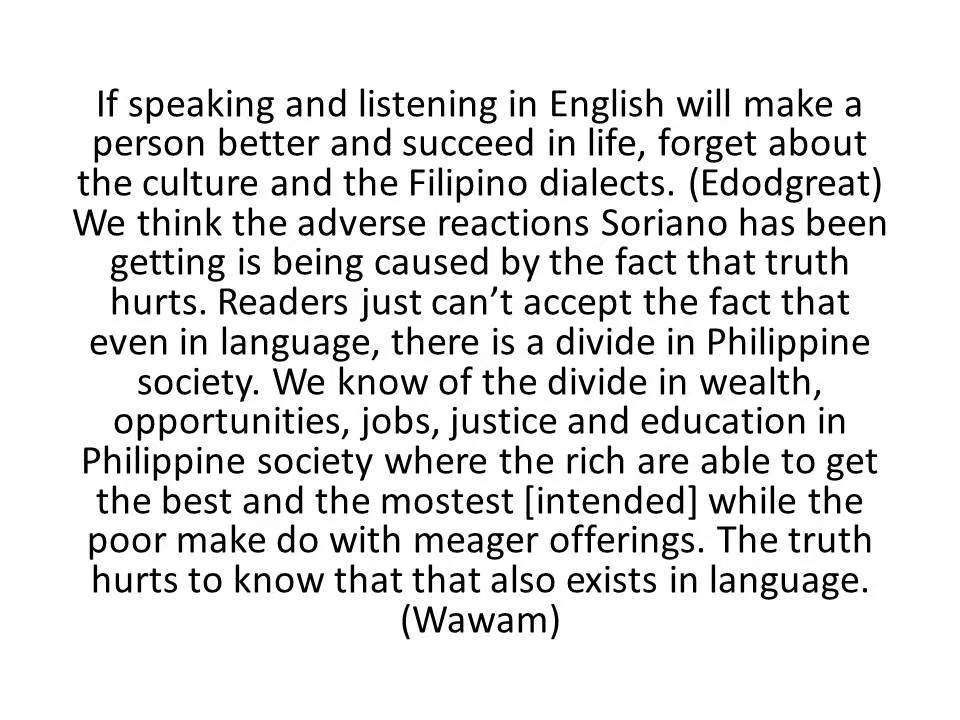 If speaking and listening in English will make a
person better and succeed in life, forget about
the culture and the Filipino dialects. (Edodgreat)
We think the adverse reactions Soriano has been
getting is being caused by the fact that truth
hurts. Readers just can’t accept the fact that
even in language, there is a divide in Philippine
society. We know of the divide in wealth,
opportunities, jobs, justice and education in
Philippine society where the rich are able to get
the best and the mostest [intended] while the
poor make do with meager offerings. The truth
hurts to know that that also exists in language.
(Wawam)